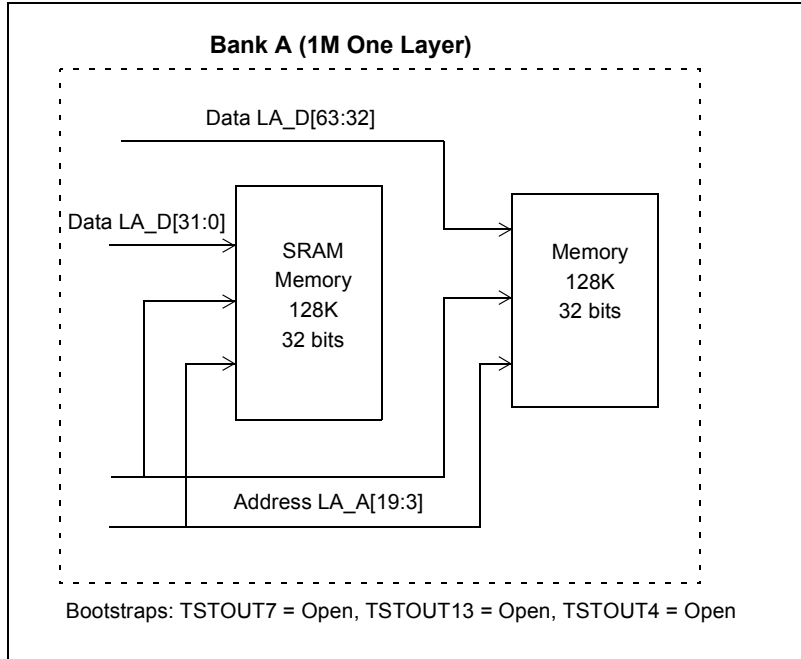 Bank A (1M One Layer)
Data LA_D[63:32]
Data LA_D[31:0]
SRAM
Memory
128K
32 bits
Memory
128K
32 bits
Address LA_A[19:3]
Bootstraps: TSTOUT7 = Open, TSTOUT13 = Open, TSTOUT4 = Open